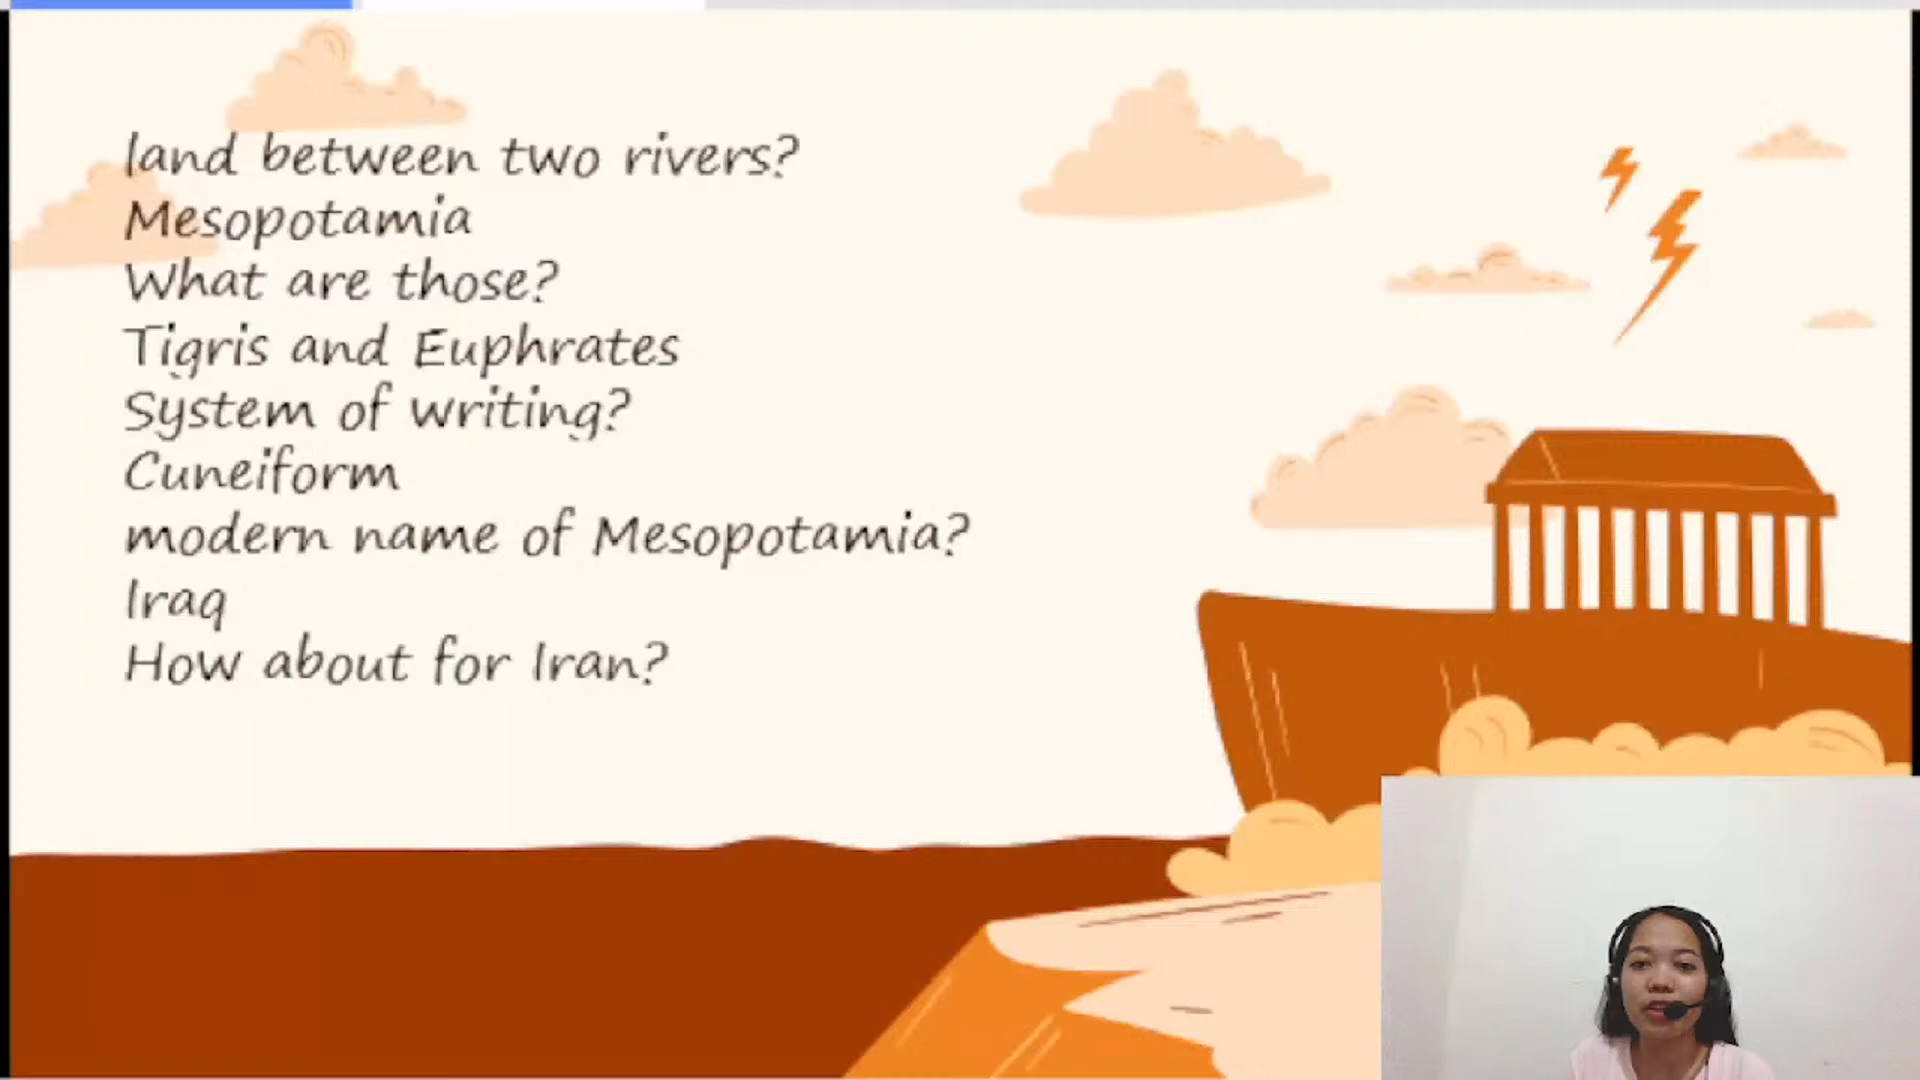 land between two rivers?
Mesopotamia
What are those?
Tigris and Euphrates
System of writing?
Cuneiform
modern name of Mesopotamia?
Iraq
How about for Iran?